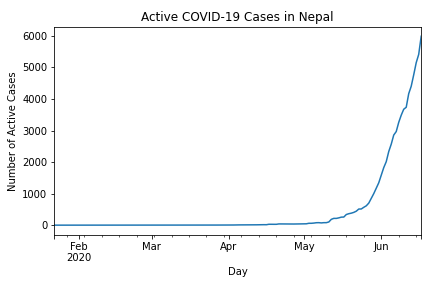 Active COVID-19 Cases in Nepal
Number of Active Cases
6000
5000
4000
3000
2000
1000
0
Feb Mar Apr May Jun
2020
Day